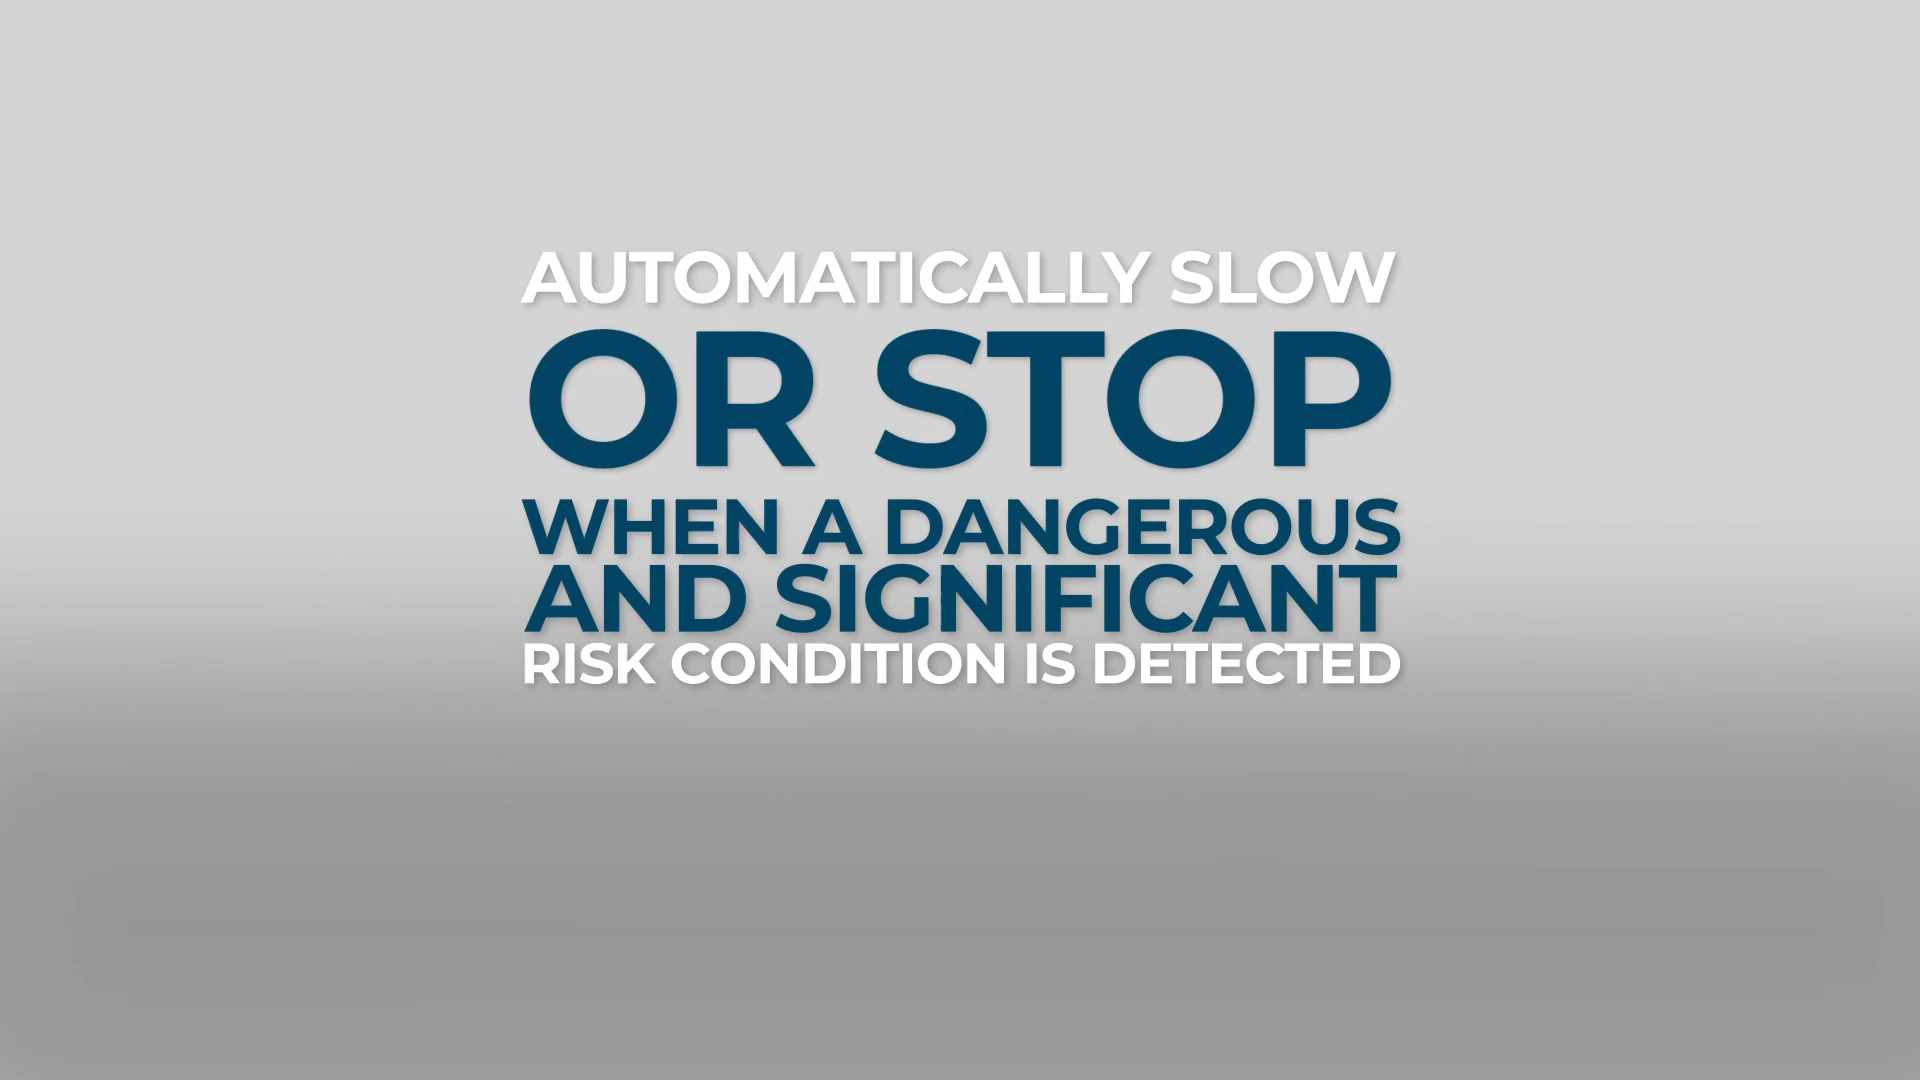 AUTOMATICALLY SLOW
OR STOP
WHEN A DANGEROUS
AND SIGNIFICANT
RISK CONDITION IS DETECTED